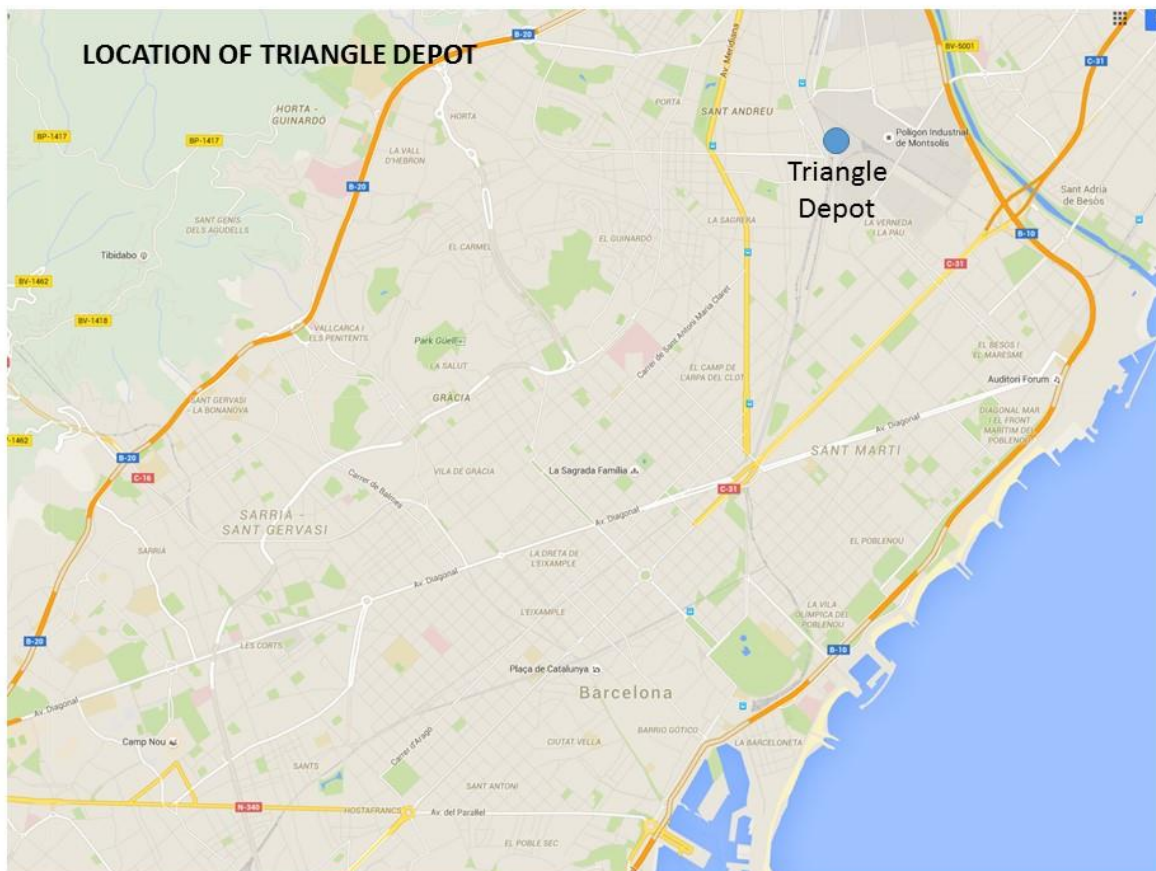 LOCATION OF TRIANGLE DEPOT
B-20
Av. Meridiana
BV-5001
C-31
PORTA
SANT ANDREU
HORTA -
GUINARDÓ
HORTA
BP-1417
BP-1417
LA VALL
D'HEBRON
Polígon Industrial
de Montsolís
Triangle
Depot
B-20
Sant Adrià
de Besòs
SANT GENÍS
DELS AGUDELLS
LA SAGRERA
LA VERNEDA
I LA PAU
B-10
EL CARMEL
EL GUINARDÓ
Tibidabo
C-31
BV-1462
BV-1418
Carrer de Sant Antoni Maria Claret
VALLCARCA I
ELS PENITENTS
Park Güell
LA SALUT
EL BESÒS I
EL MARESME
EL CAMP DE
L'ARPA DEL CLOT
Auditori Forum
SANT GERVASI
- LA BONANOVA
GRÀCIA
DIAGONAL MAR
I EL FRONT
MARÍTIM DEL
POBLENOU
Av. Diagonal
SANT MARTÍ
P-1462
B-20
C-16
VILA DE GRÀCIA
La Sagrada Família
Carrer de Balmes
C-31
SARRIÀ -
SANT GERVASI
Av. Diagonal
EL POBLENOU
SARRIÀ
LA DRETA DE
L'EIXAMPLE
Av. Diagonal
L'EIXAMPLE
LA VILA
OLÍMPICA DEL
POBLENOU
B-20
LES CORTS
B-10
Plaça de Catalunya
Barcelona
Av. Diagonal
Camp Nou
Carrer d'Aragó
BARRIO GÓTICO
CIUTAT VELLA
LA BARCELONETA
SANTS
SANT ANTONI
N-340
HOSTAFRANCS
Av. del Paral·lel
EL POBLE SEC